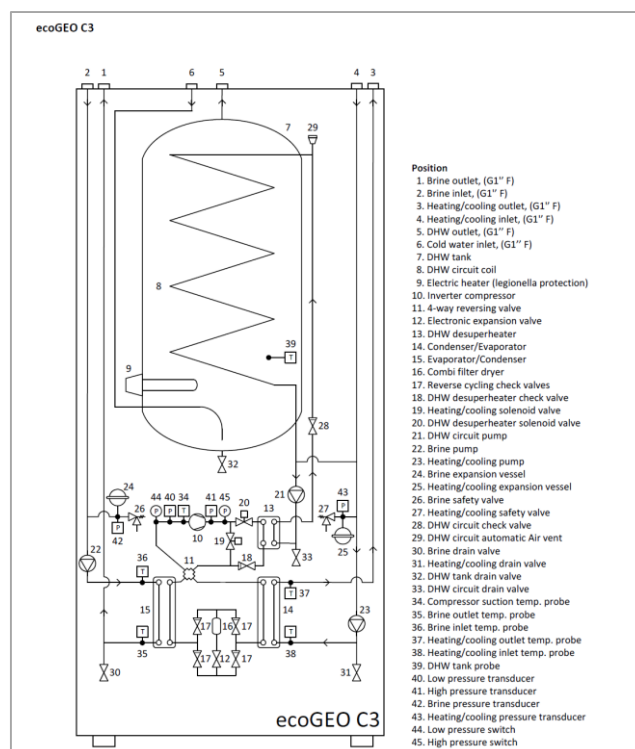 ecoGEO C3
2 1 6 5 4 3
7 29
8
39
T
9
28
32
24
44 40 34 41 45 20
21
43
P
26
P P T P P
13
27
P
42
10
19
25
22
36
11
18
33
T
T
37
23
15
14
17 16 17
T
T
35
17 12 17
38
30
31
ecoGEO C3
Position
1. Brine outlet, (G1'' F)
2. Brine inlet, (G1'' F)
3. Heating/cooling outlet, (G1'' F)
4. Heating/cooling inlet, (G1'' F)
5. DHW outlet, (G1'' F)
6. Cold water inlet, (G1'' F)
7. DHW tank
8. DHW circuit coil
9. Electric heater (legionella protection)
10. Inverter compressor
11. 4-way reversing valve
12. Electronic expansion valve
13. DHW desuperheater
14. Condenser/Evaporator
15. Evaporator/Condenser
16. Combi filter dryer
17. Reverse cycling check valves
18. DHW desuperheater check valve
19. Heating/cooling solenoid valve
20. DHW desuperheater solenoid valve
21. DHW circuit pump
22. Brine pump
23. Heating/cooling pump
24. Brine expansion vessel
25. Heating/cooling expansion vessel
26. Brine safety valve
27. Heating/cooling safety valve
28. DHW circuit check valve
29. DHW circuit automatic Air vent
30. Brine drain valve
31. Heating/cooling drain valve
32. DHW tank drain valve
33. DHW circuit drain valve
34. Compressor suction temp. probe
35. Brine outlet temp. probe
36. Brine inlet temp. probe
37. Heating/cooling outlet temp. probe
38. Heating/cooling inlet temp. probe
39. DHW tank probe
40. Low pressure transducer
41. High pressure transducer
42. Brine pressure transducer
43. Heating/cooling pressure transducer
44. Low pressure switch
45. High pressure switch